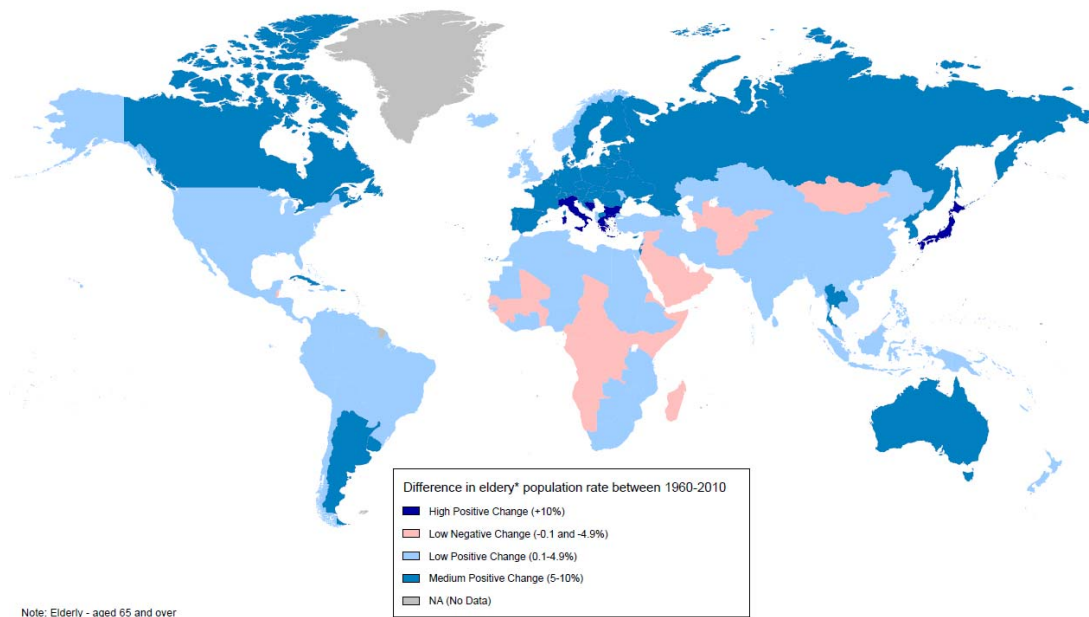 Difference in eldery* population rate between 1960-2010
High Positive Change (+10%)
Low Negative Change (-0.1 and -4.9%)
Low Positive Change (0.1-4.9%)
Medium Positive Change (5-10%)
NA (No Data)
Note: Elderly - aged 65 and over